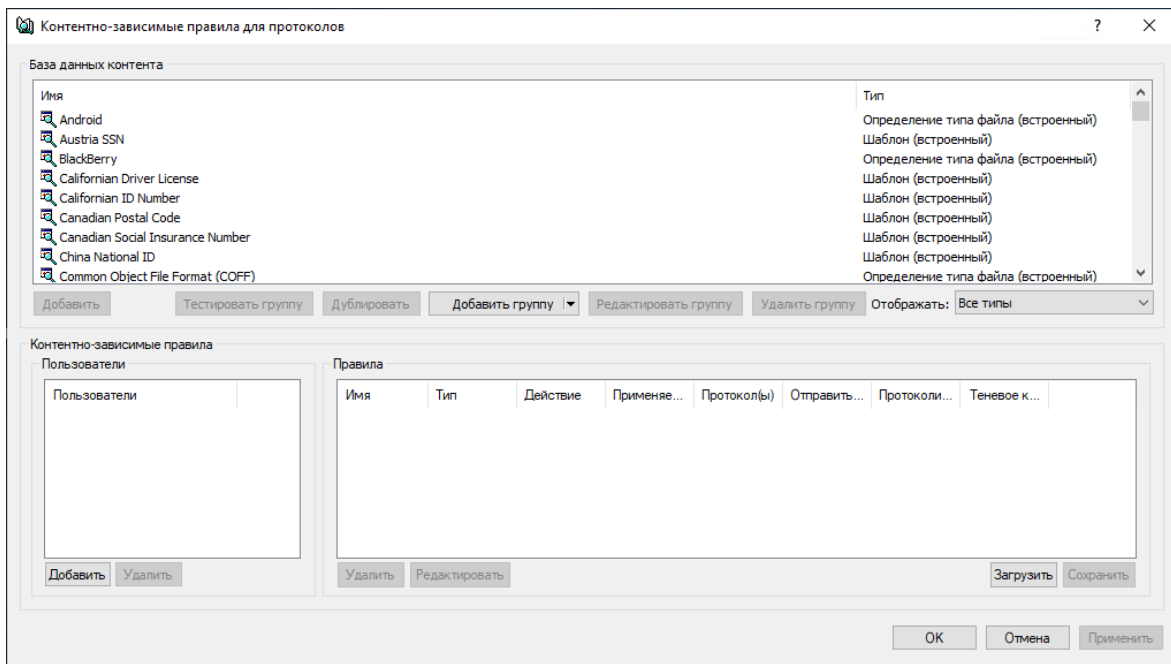 Контентно-зависимые правила для протоколов ?
База данных контента
Имя Тип
Android Определение типа файла (встроенный)
Austria SSN Шаблон (встроенный)
BlackBerry Определение типа файла (встроенный)
Californian Driver License Шаблон (встроенный)
Californian ID Number Шаблон (встроенный)
Canadian Postal Code Шаблон (встроенный)
Canadian Social Insurance Number Шаблон (встроенный)
China National ID Шаблон (встроенный)
Common Object File Format (COFF) Определение типа файла (встроенный)
Добавить Тестировать группу Дублировать Добавить группу Редактировать группу Удалить группу Отображать: Все типы
Контентно-зависимые правила
Пользователи Правила
Пользователи Имя Тип Действие Применяе... Протокол(ы) Отправить... Протоколи... Теневое к...
Добавить Удалить Удалить Редактировать Загрузить Сохранить
ОК Отмена Применить